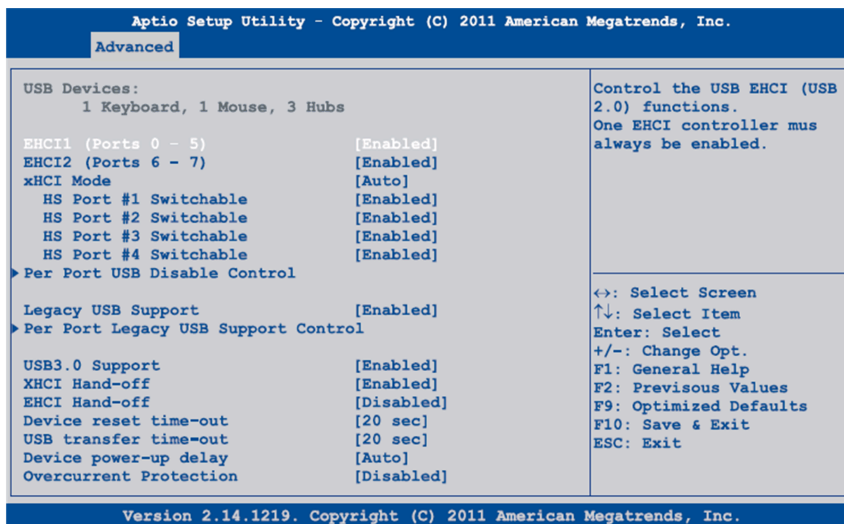 Aptio Setup Utility - Copyright (C) 2011 American Megatrends, Inc.
Advanced
USB Devices:
1 Keyboard, 1 Mouse, 3 Hubs
EHCI1 (Ports 0 - 5) [Enabled]
EHCI2 (Ports 6 - 7) [Enabled]
xHCI Mode [Auto]
HS Port #1 Switchable [Enabled]
HS Port #2 Switchable [Enabled]
HS Port #3 Switchable [Enabled]
HS Port #4 Switchable [Enabled]
Per Port USB Disable Control
Legacy USB Support [Enabled]
Per Port Legacy USB Support Control
USB3.0 Support [Enabled]
XHCI Hand-off [Enabled]
EHCI Hand-off [Disabled]
Device reset time-out [20 sec]
USB transfer time-out [20 sec]
Device power-up delay [Auto]
Overcurrent Protection [Disabled]
Control the USB EHCI (USB
2.0) functions.
One EHCI controller mus
always be enabled.
↔: Select Screen
↑↓: Select Item
Enter: Select
+/-: Change Opt.
F1: General Help
F2: Previsous Values
F9: Optimized Defaults
F10: Save & Exit
ESC: Exit
Version 2.14.1219. Copyright (C) 2011 American Megatrends, Inc.